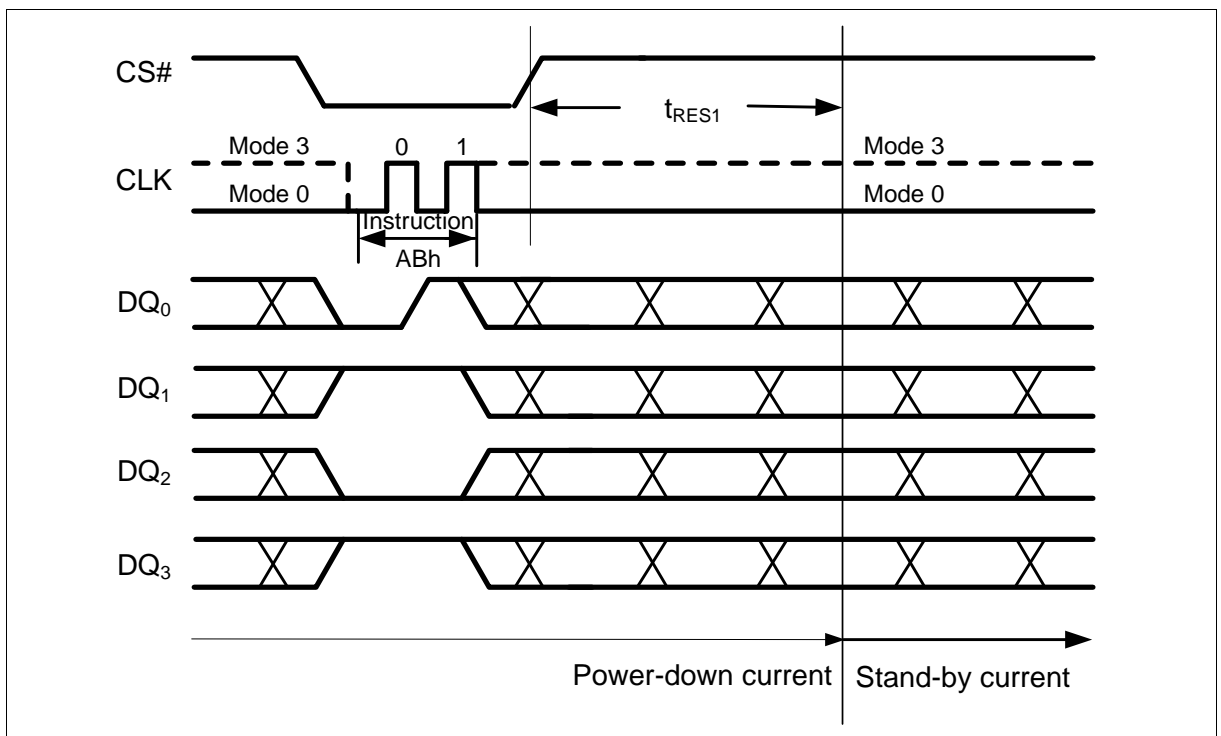 CS#
tRES1
Mode 3 0 1 Mode 3
CLK
Mode 0 Mode 0
Instruction
ABh
DQ0
DQ1
DQ2
DQ3
Power-down current Stand-by current